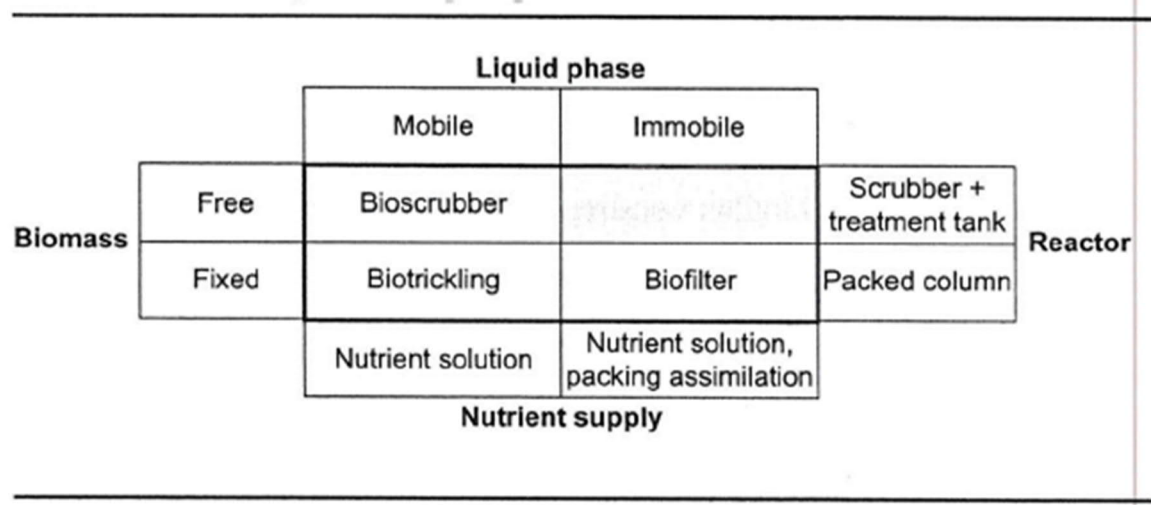 Liquid phase
Mobile
Immobile
Free
Bioscrubber
Scrubber +
treatment tank
Biomass
Reactor
Fixed
Biotrickling
Biofilter
Packed column
Nutrient solution
Nutrient solution,
packing assimilation
Nutrient supply